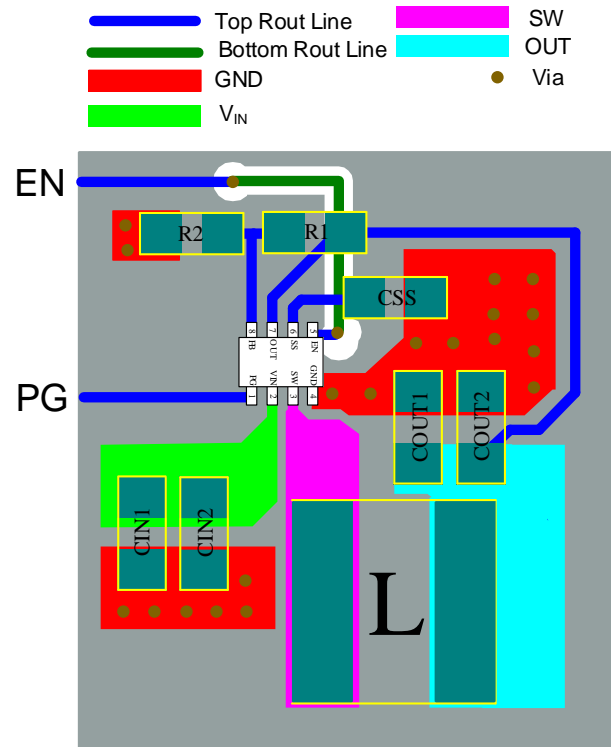 Top Rout Line
SW
Bottom Rout Line
OUT
GND
Via
VIN
EN
R2
R1
CSS
8 7 6 5
FB OUT SS EN
PG VIN SW GND
1 2 3 4
PG
COUT1
COUT2
CIN1
CIN2
L